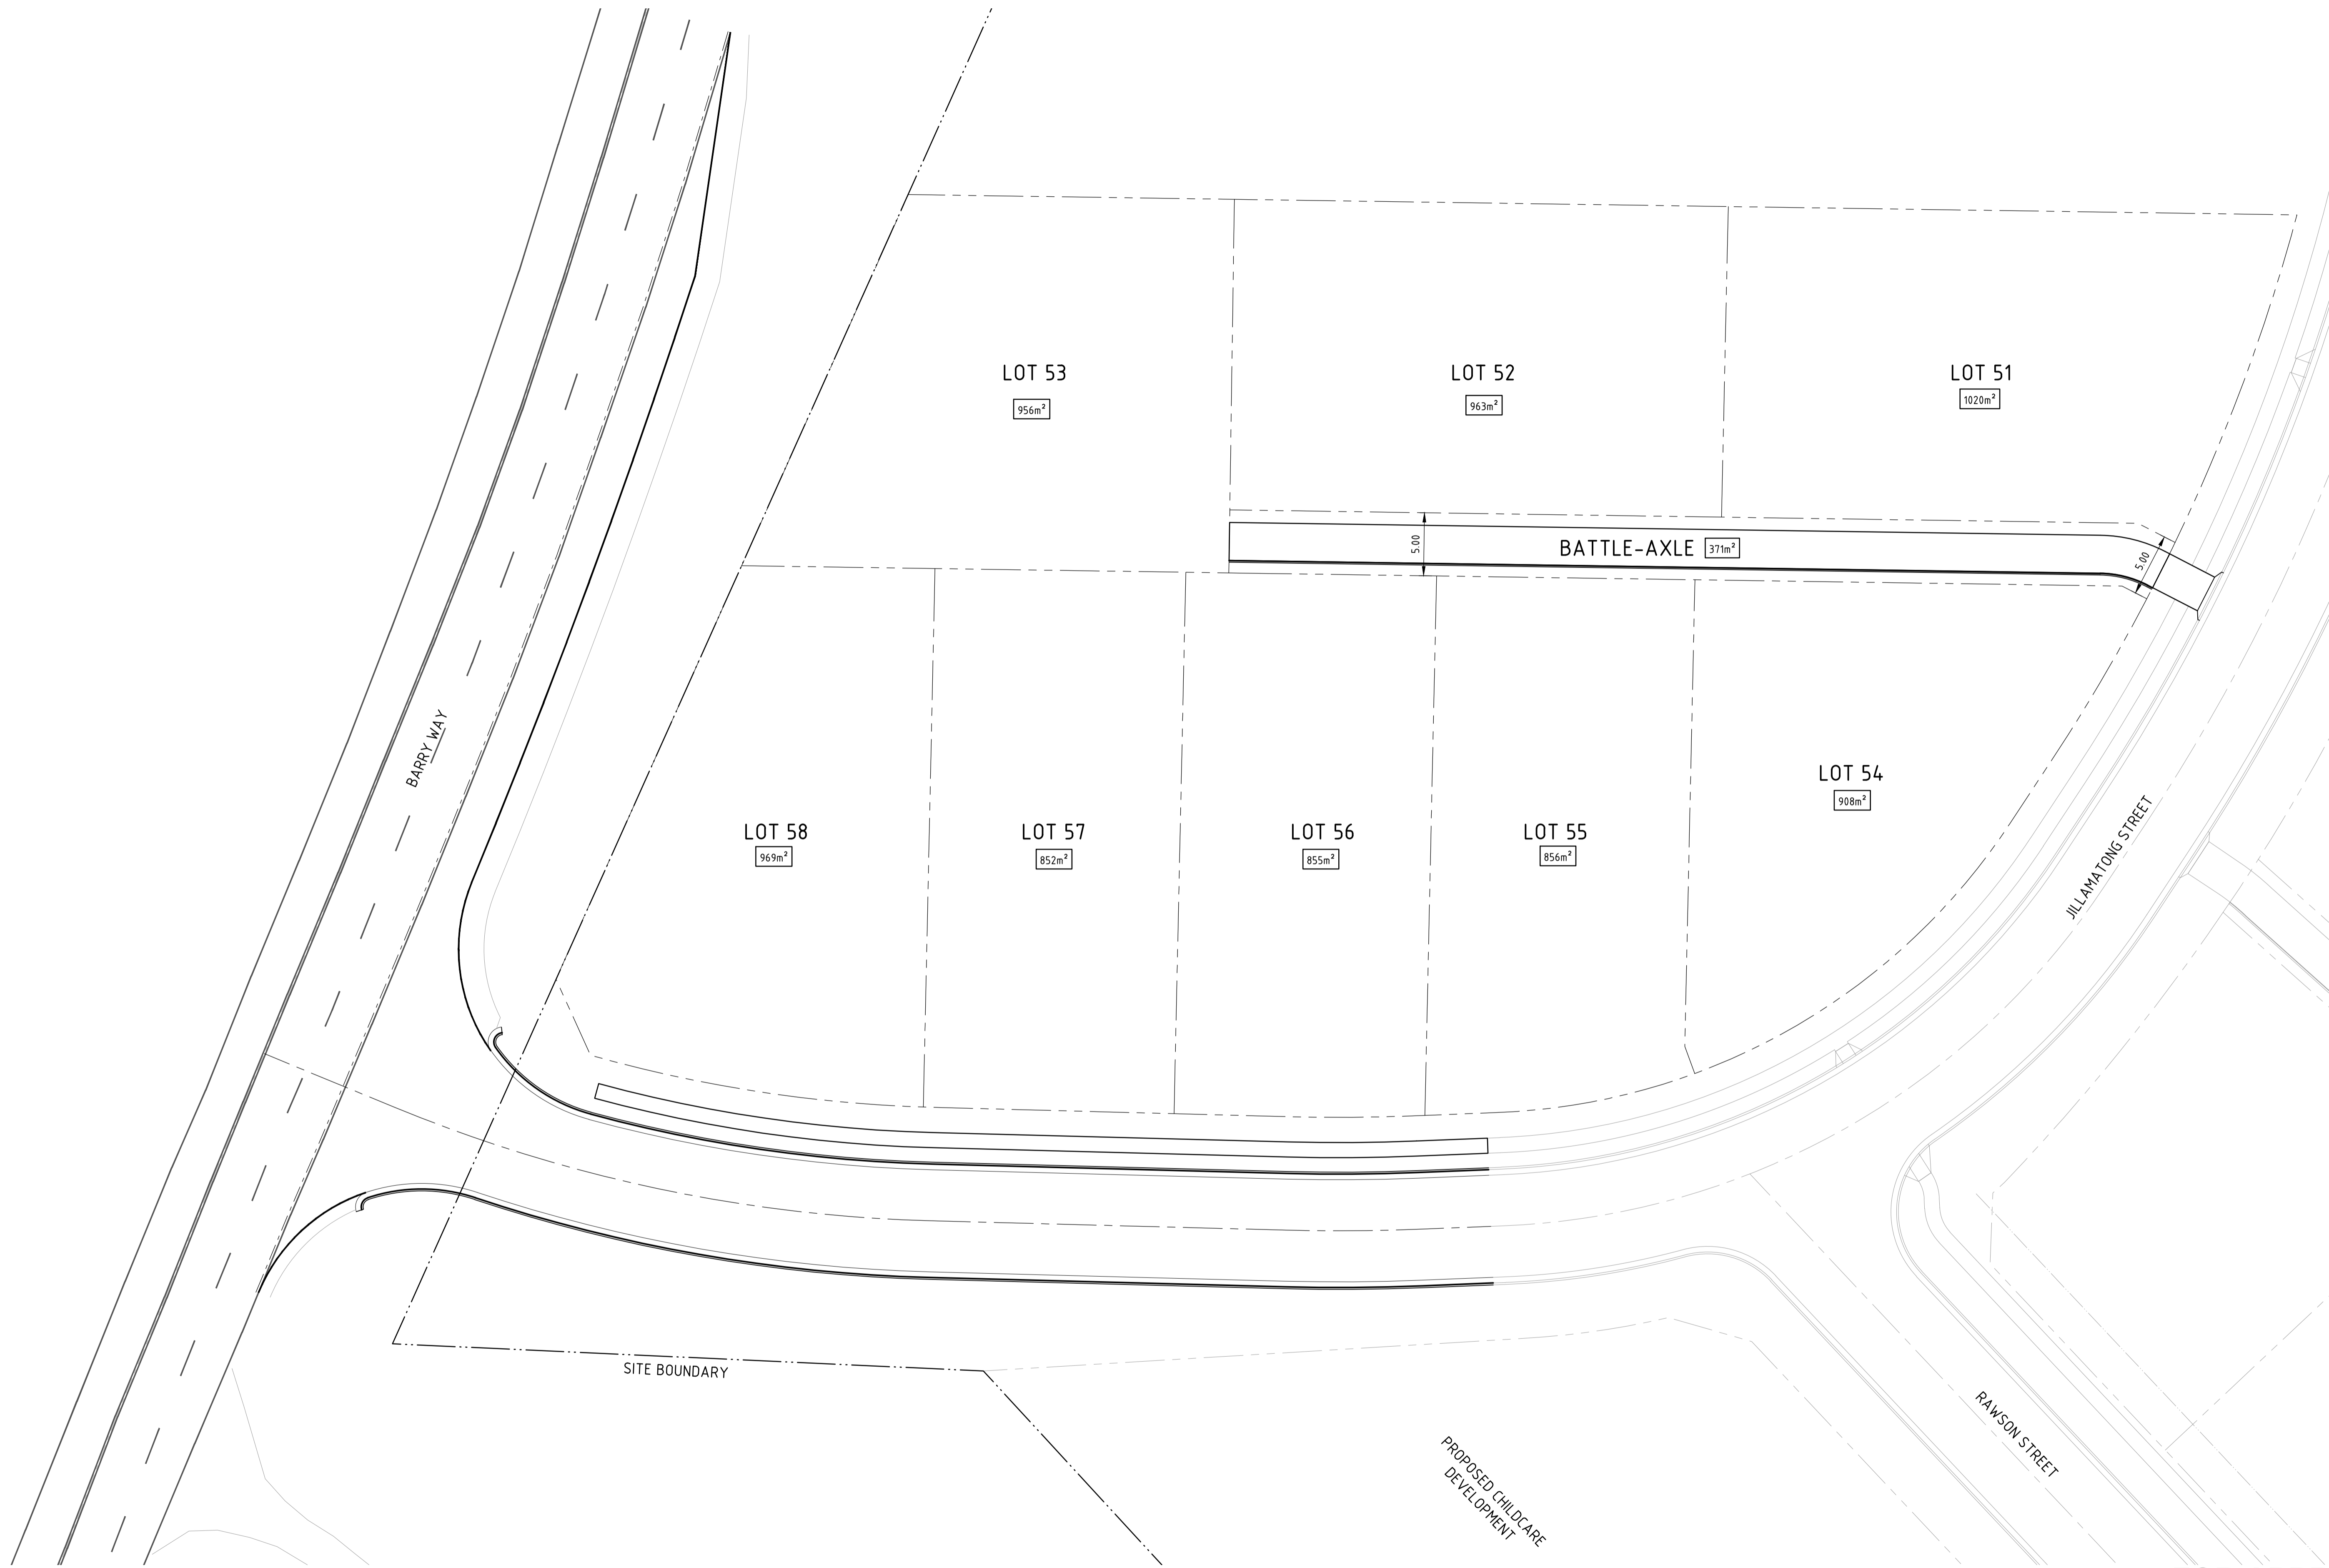 LOT 53
956m²
LOT 52
963m²
LOT 51
1020m²
5.00
BATTLE-AXLE 371m²
5.00
BARRY WAY
LOT 58
969m²
LOT 57
852m²
LOT 56
855m²
LOT 55
856m²
LOT 54
908m²
JILLAMATONG STREET
SITE BOUNDARY
PROPOSED CHILDCARE
DEVELOPMENT
RAWSON STREET